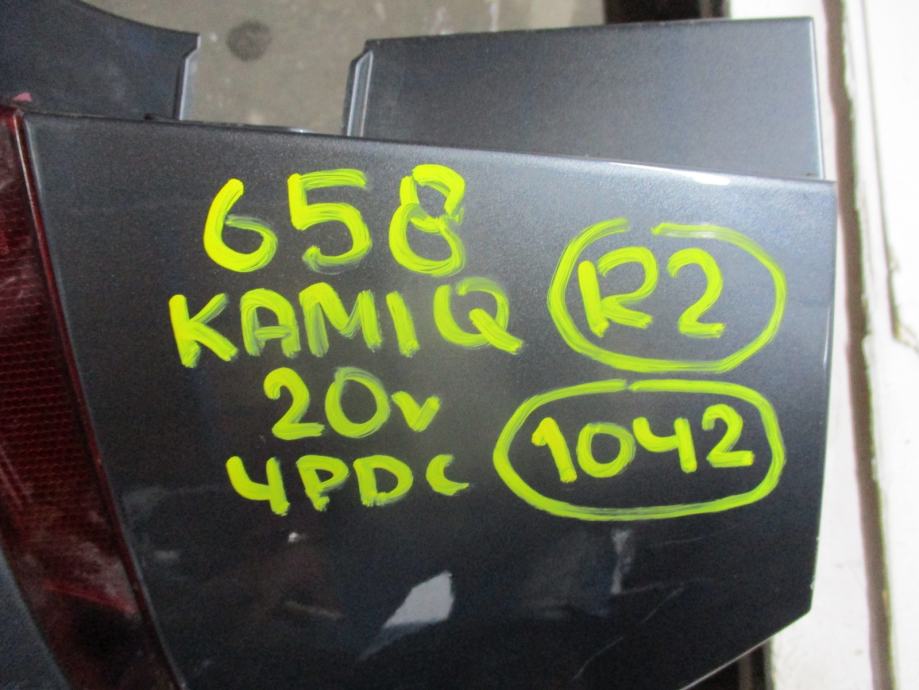 658
KAMIQ
20v
4PDC
R2
1042